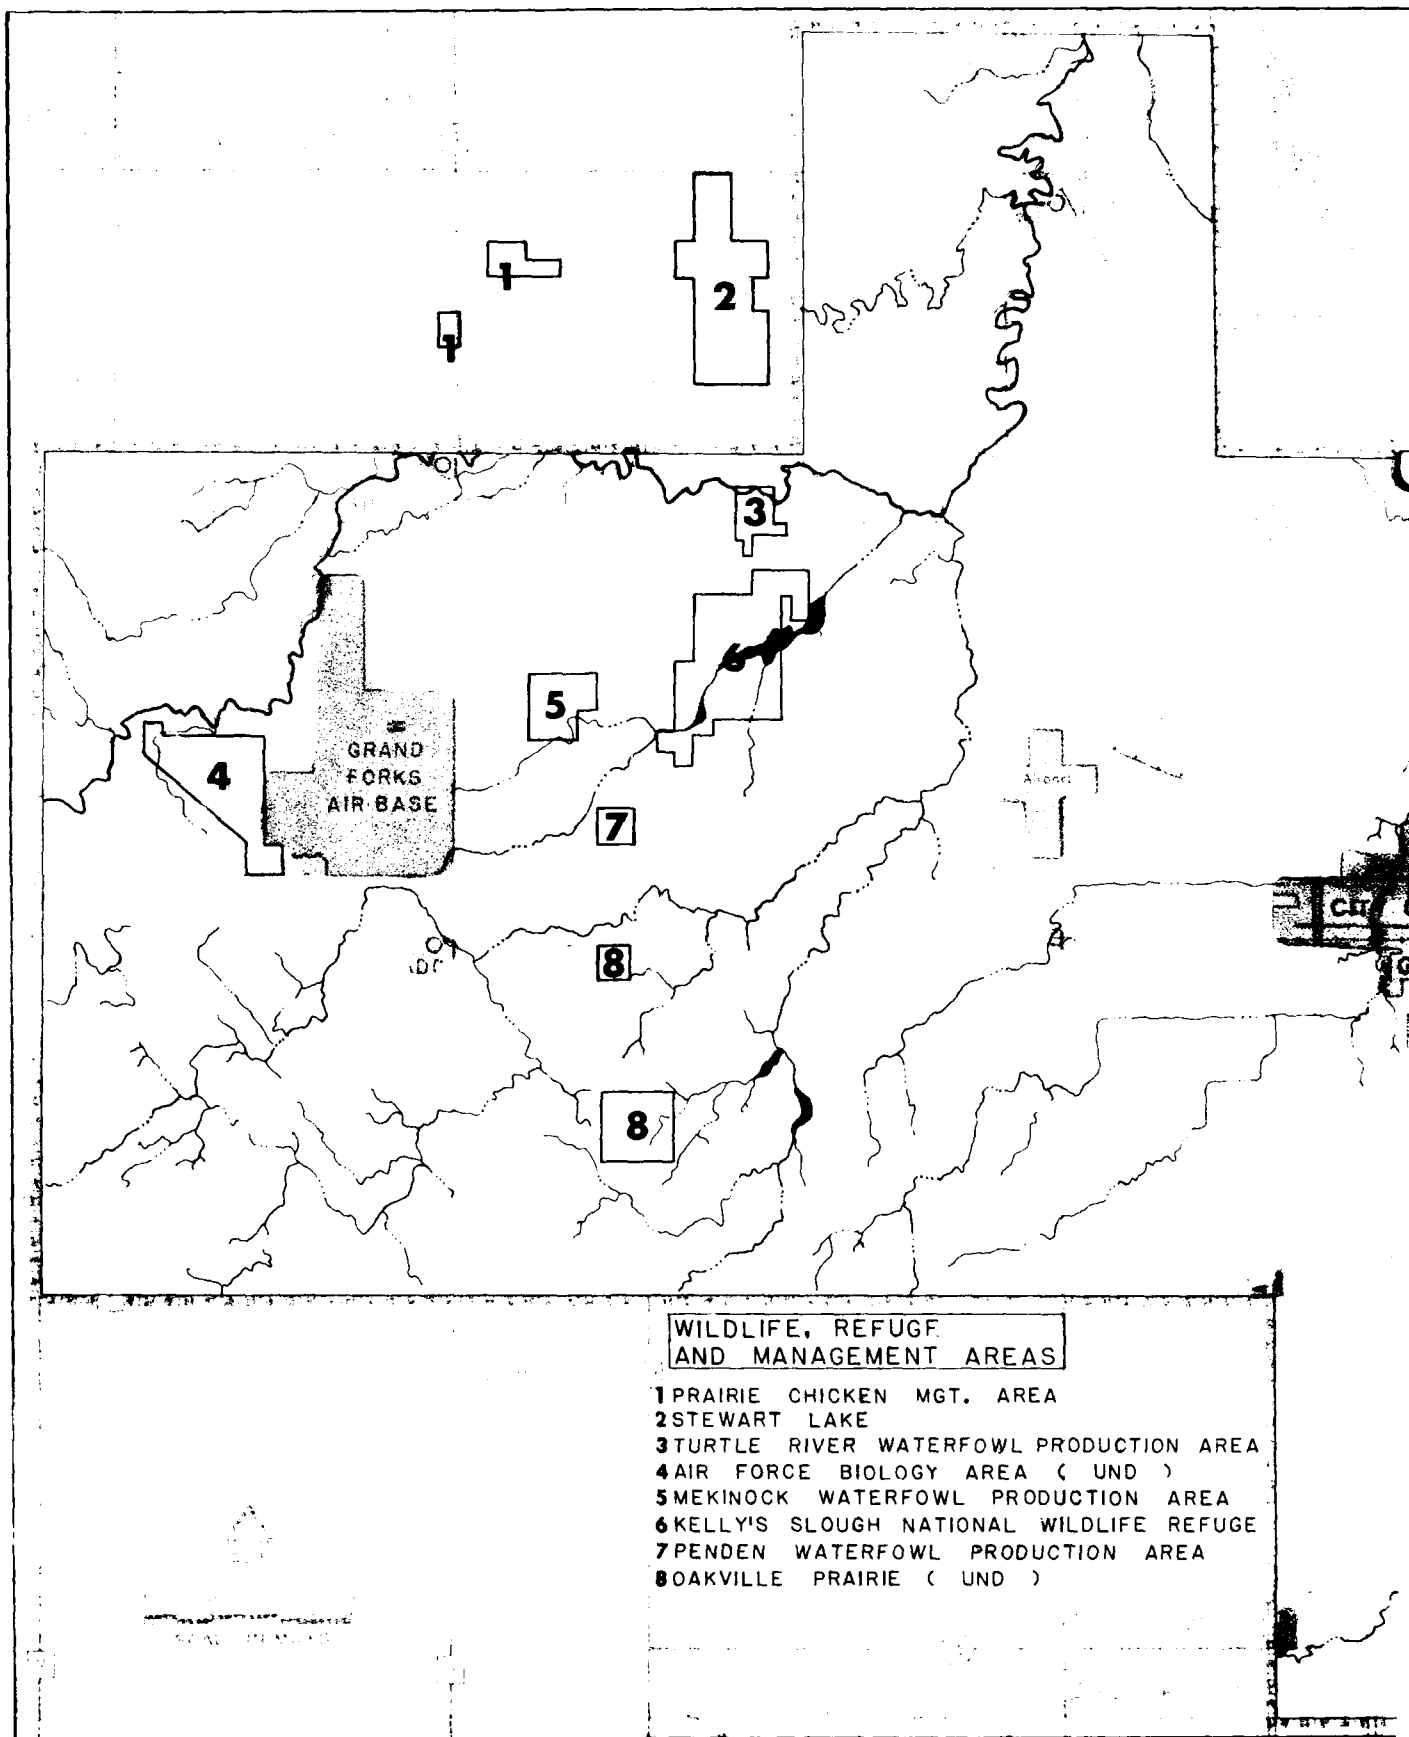 1
2
1
3
6
5
GRAND
FORKS
AIR BASE
4
7
8
8
WILDLIFE, REFUGE
AND MANAGEMENT AREAS
1 PRAIRIE CHICKEN MGT. AREA
2 STEWART LAKE
3 TURTLE RIVER WATERFOWL PRODUCTION AREA
4 AIR FORCE BIOLOGY AREA ( UND )
5 MEKINOCK WATERFOWL PRODUCTION AREA
6 KELLY'S SLOUGH NATIONAL WILDLIFE REFUGE
7 PENDEN WATERFOWL PRODUCTION AREA
8 OAKVILLE PRAIRIE ( UND )